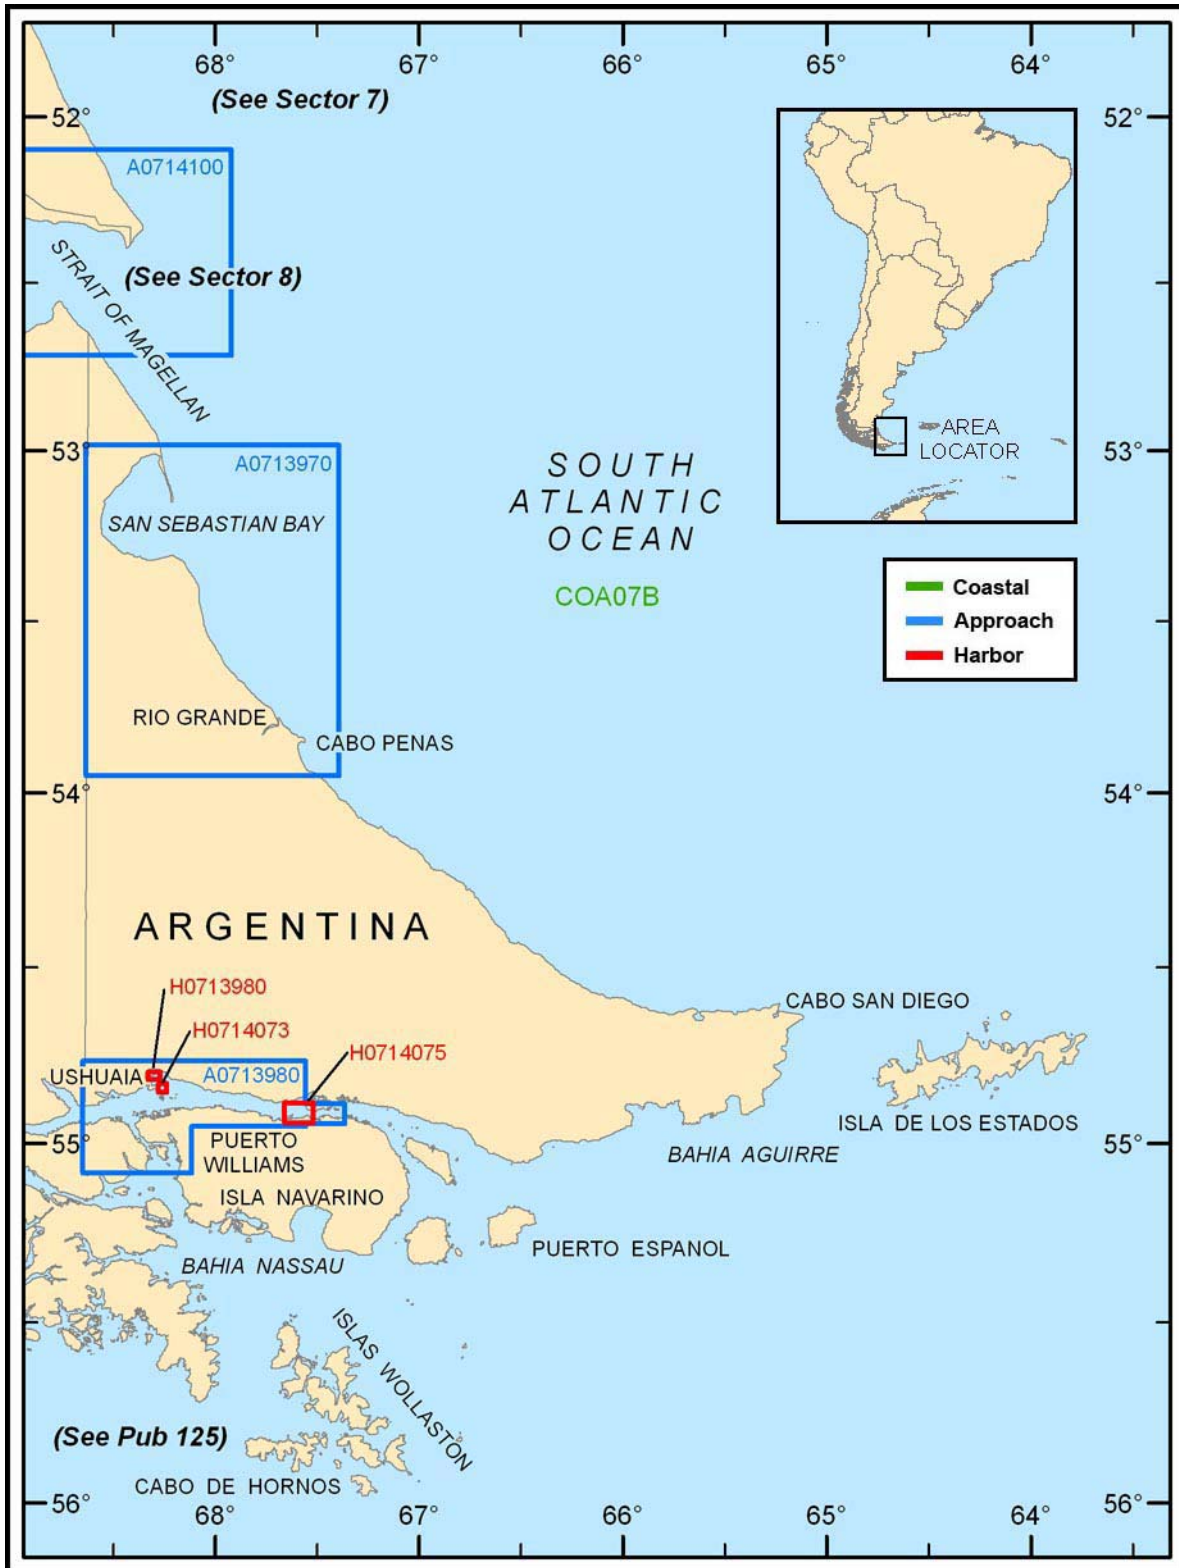 68°
67°
66°
65°
64°
(See Sector 7)
52°
52°
A0714100
(See Sector 8)
STRAIT OF MAGELLAN
AREA
LOCATOR
53°
53°
A0713970
SOUTH
ATLANTIC
OCEAN
SAN SEBASTIAN BAY
COA07B
Coastal
Approach
Harbor
RIO GRANDE
CABO PENAS
54°
54°
ARGENTINA
H0713980
CABO SAN DIEGO
H0714073
H0714075
USHUAIA
A0713980
ISLA DE LOS ESTADOS
55°
55°
PUERTO
WILLIAMS
BAHIA AGUIRRE
ISLA NAVARINO
PUERTO ESPANOL
BAHIA NASSAU
ISLAS WOLLASTON
(See Pub 125)
CABO DE HORNOS
56°
56°
68°
67°
66°
65°
64°